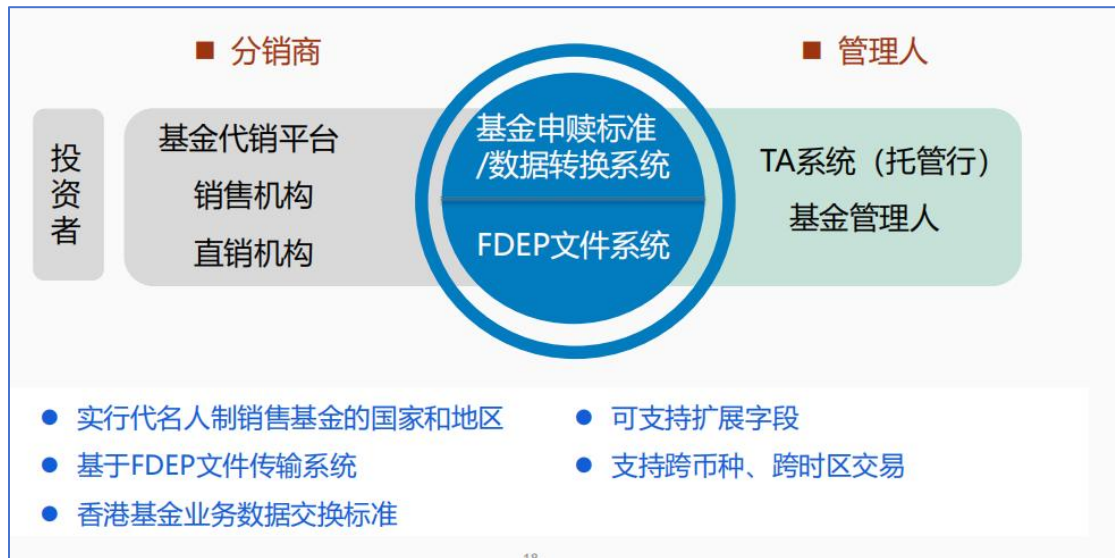 ■ 分销商
■ 管理人
投资者
基金代销平台
销售机构
直销机构
基金申赎标准
/数据转换系统
FDEP文件系统
TA系统（托管行）
基金管理人
● 实行代名人制销售基金的国家和地区
● 基于FDEP文件传输系统
● 香港基金业务数据交换标准
● 可支持扩展字段
● 支持跨币种、跨时区交易